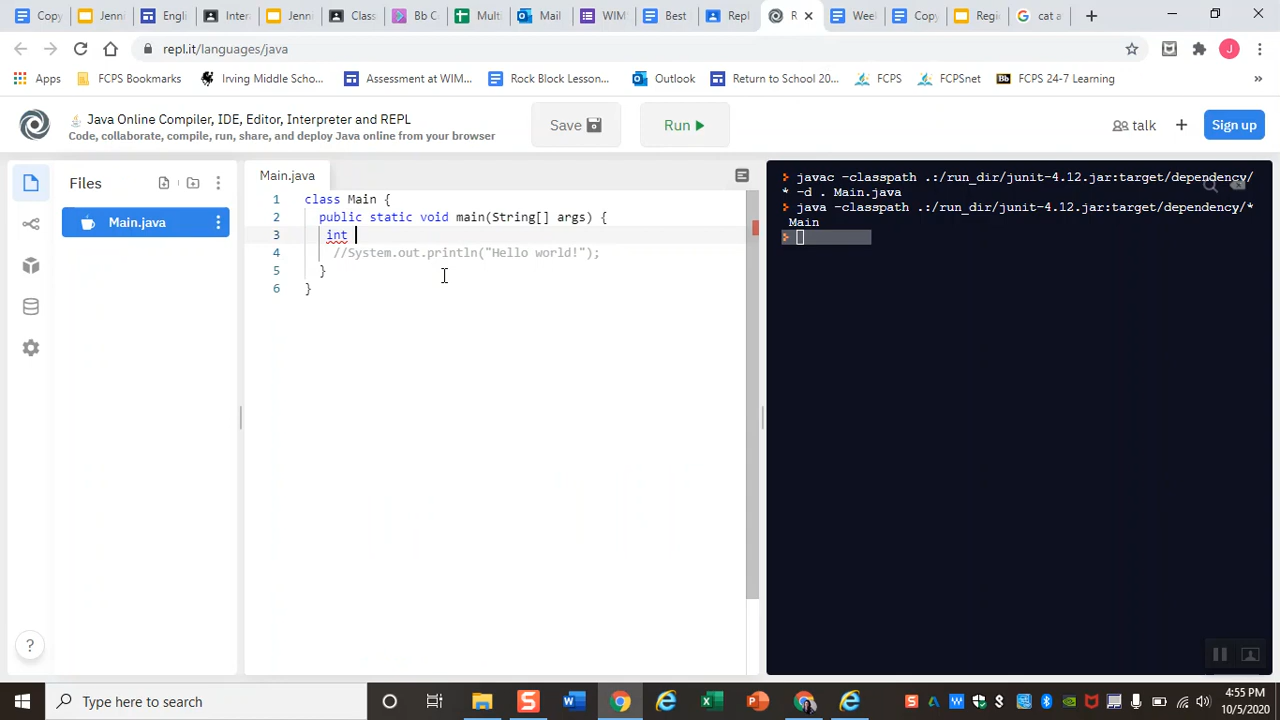 Copy
Jenn
Engl
Inter
Jenn
Class
Bb C
Multi
Mail
WIM
Best
Repl
R
Wee
Copy
Regi
cat a
repl.it/languages/java
J
Apps
FCPS Bookmarks
Irving Middle School...
Assessment at WIM...
Rock Block Lesson...
Outlook
Return to School 20...
FCPS
FCPSnet
Bb
FCPS 24-7 Learning
»
Java Online Compiler, IDE, Editor, Interpreter and REPL
Code, collaborate, compile, run, share, and deploy Java online from your browser
Save
Run
talk
+
Sign up
Files
Main.java
Main.java
1 class Main {
2 public static void main(String[] args) {
3 int
4 //System.out.println("Hello world!");
5 }
6 }
javac -classpath .:/run_dir/junit-4.12.jar:target/dependency/
* -d . Main.java
java -classpath .:/run_dir/junit-4.12.jar:target/dependency/*
Main
?
Type here to search
4:55 PM
10/5/2020